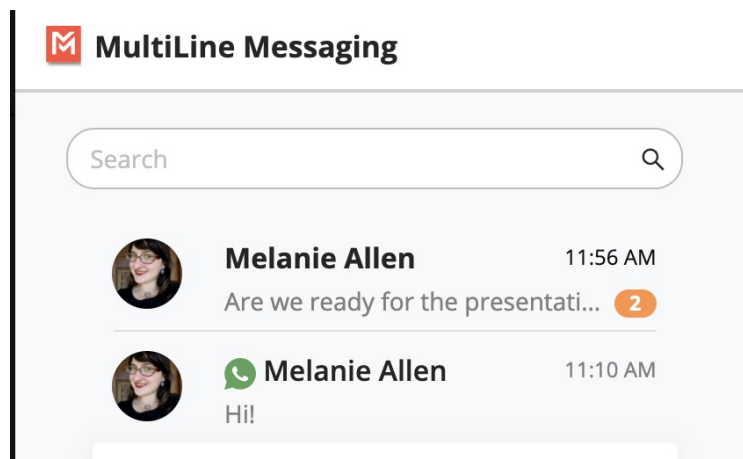 MultiLine Messaging
Search
Melanie Allen 11:56 AM
Are we ready for the presentati... 2
Melanie Allen 11:10 AM
Hi!